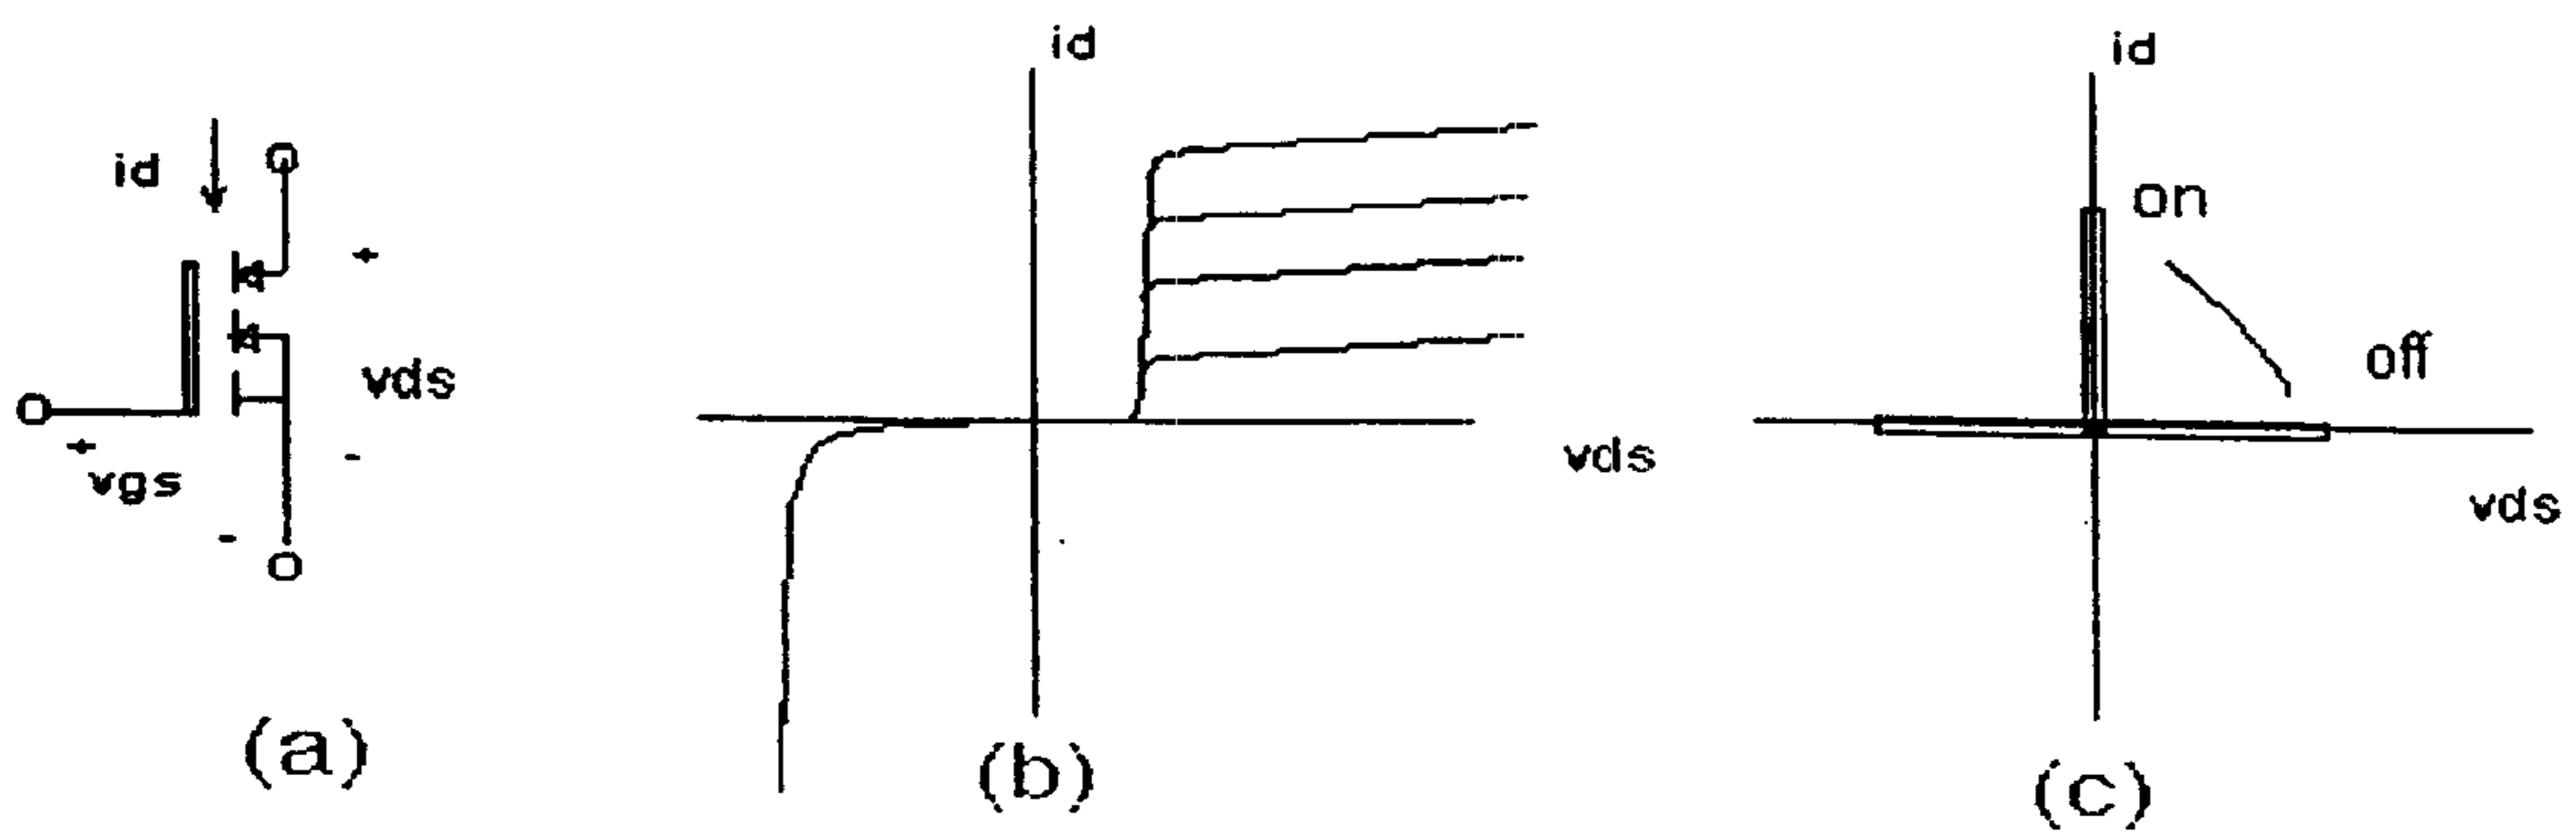 id
+
vds
-
+
vgs
-
(a)
id
vds
(b)
id
on
off
vds
(c)